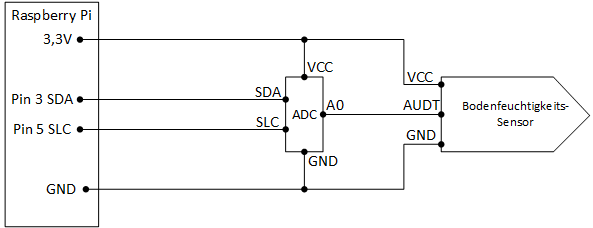 Raspberry Pi
3,3V
VCC
VCC
SDA
Pin 3 SDA
A0
AUDT
Bodenfeuchtigkeits-
Sensor
ADC
SLC
Pin 5 SLC
GND
GND
GND